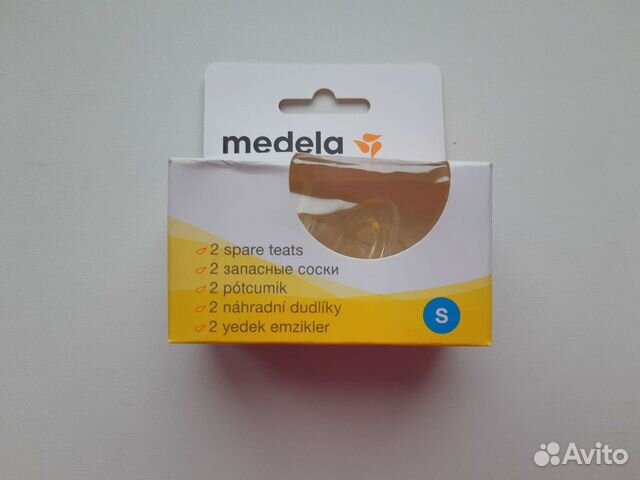 medela
2 spare teats
2 запасные соски
2 pótcumik
2 náhradní dudlíky
2 yedek emzikler
S
Avito